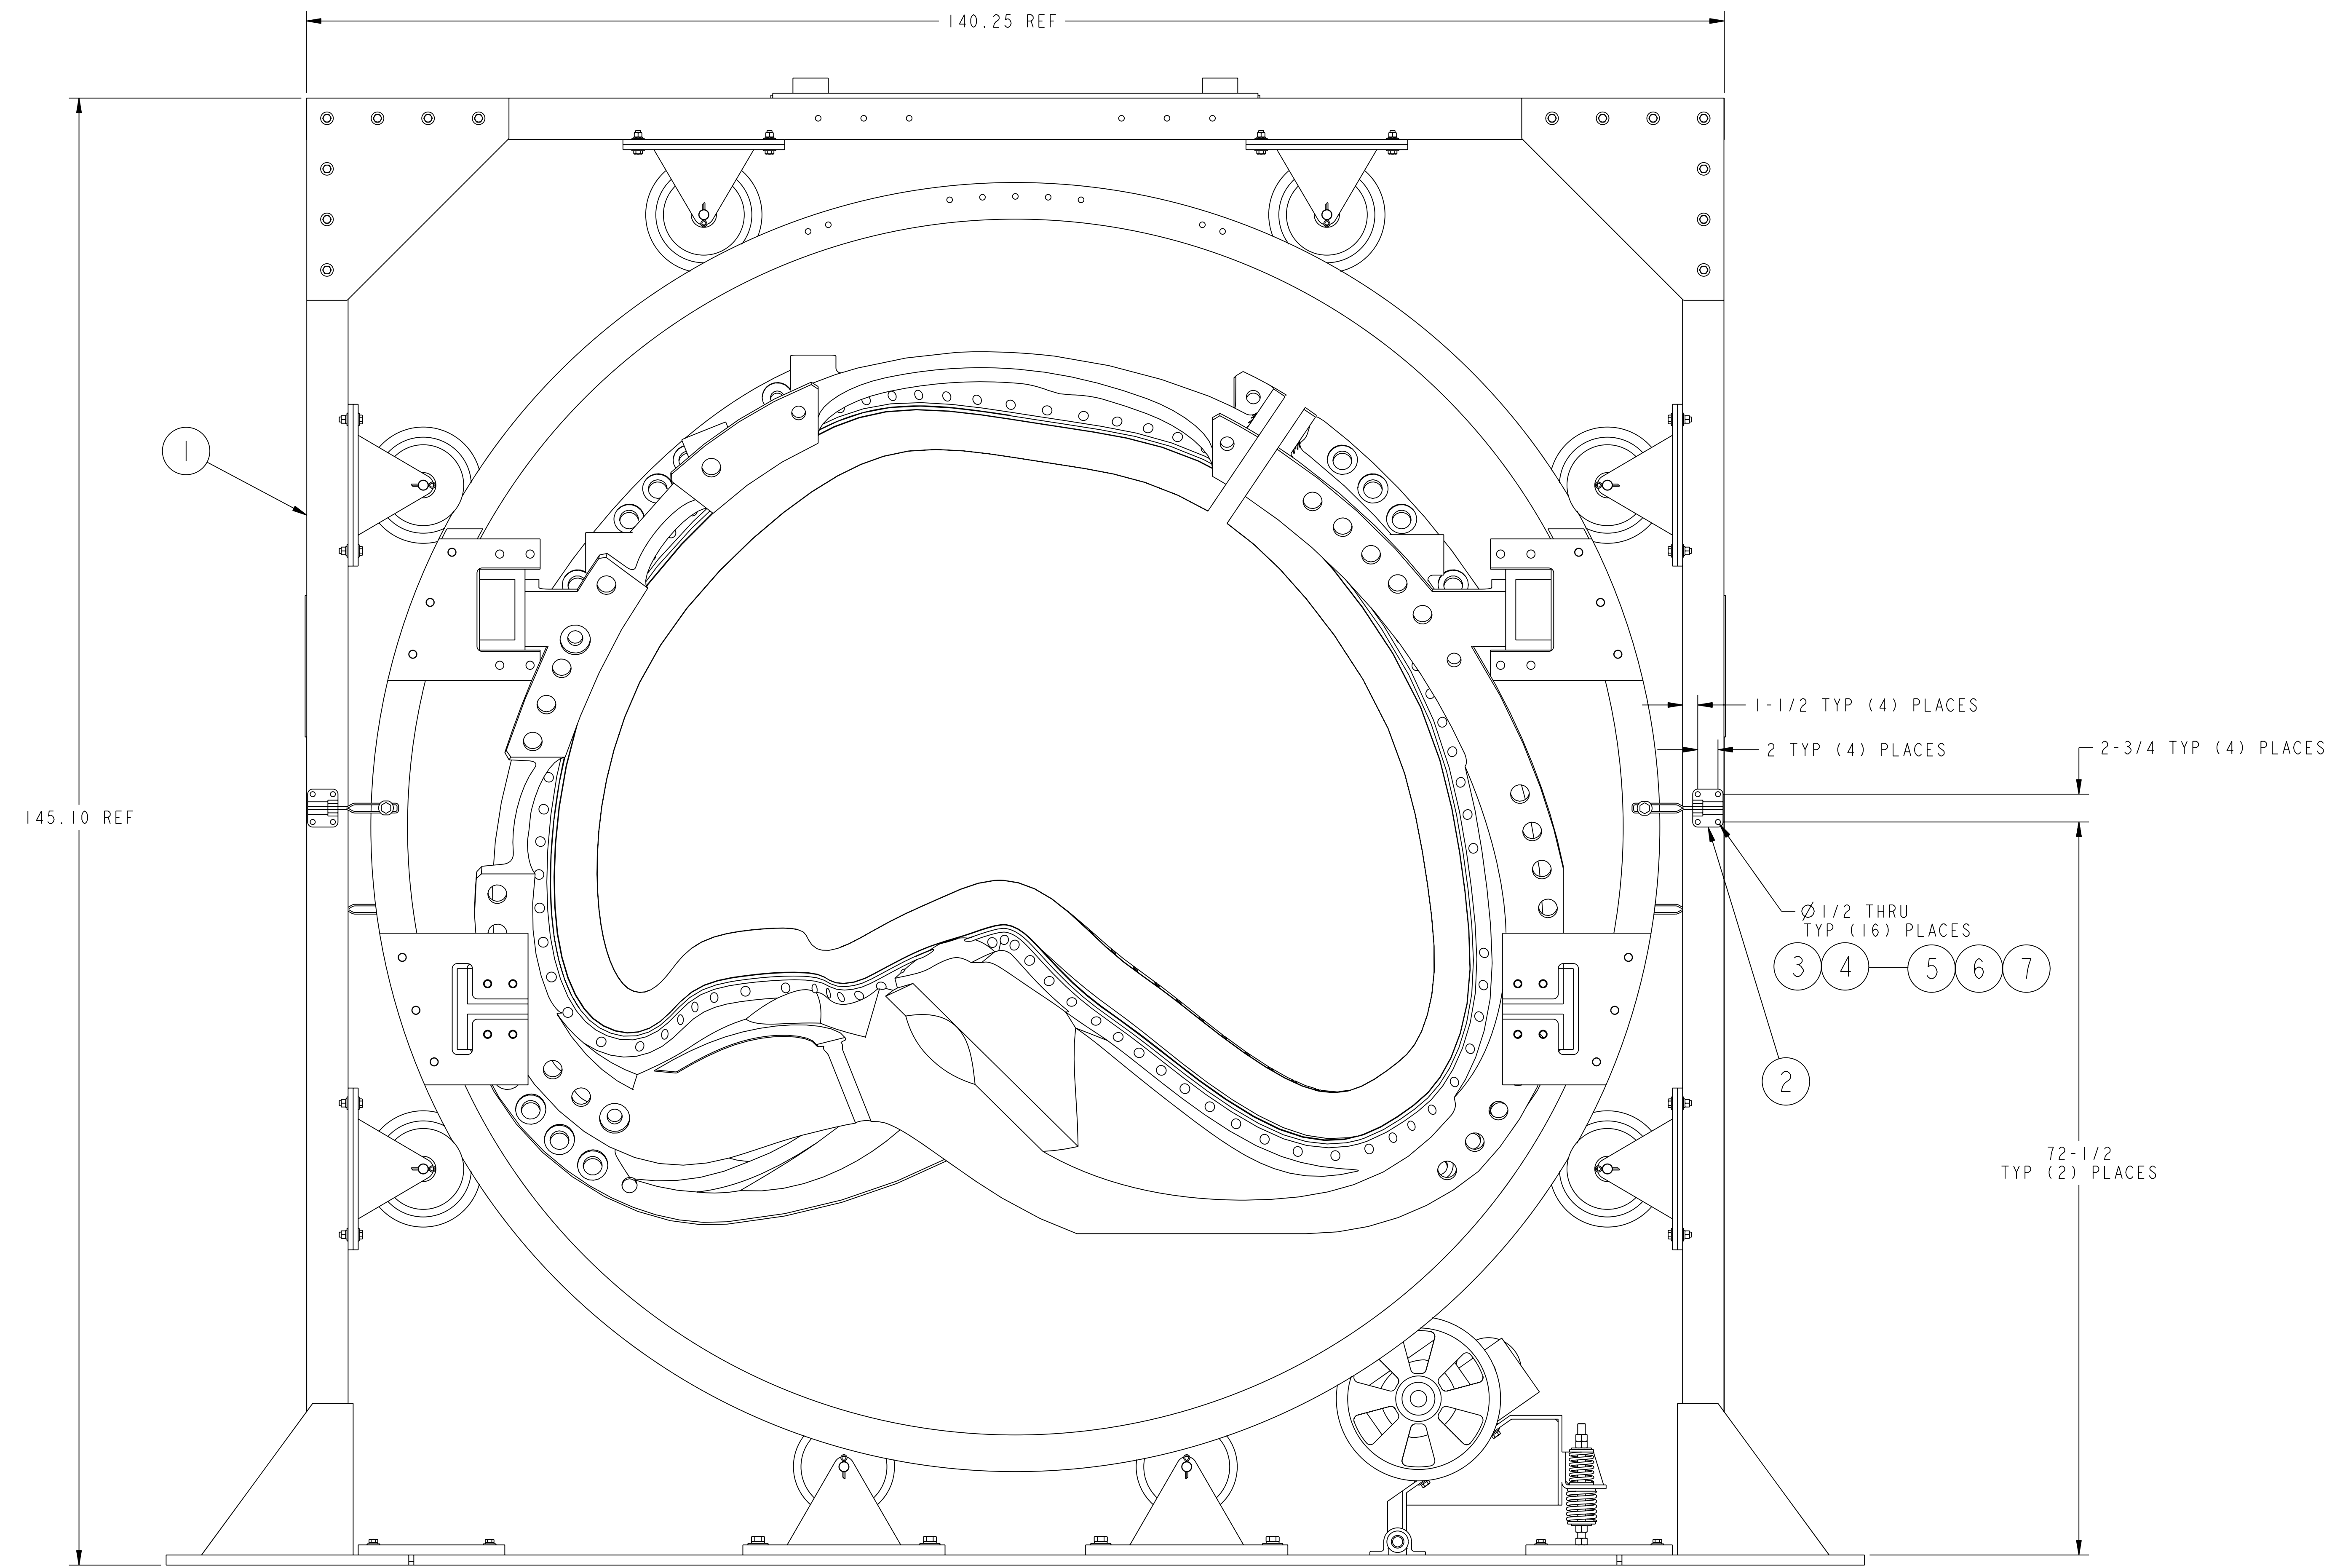 140.25 REF
1
1-1/2 TYP (4) PLACES
2 TYP (4) PLACES
2-3/4 TYP (4) PLACES
145.10 REF
Ø1/2 THRU
TYP (16) PLACES
3 4 5 6 7
2
72-1/2
TYP (2) PLACES